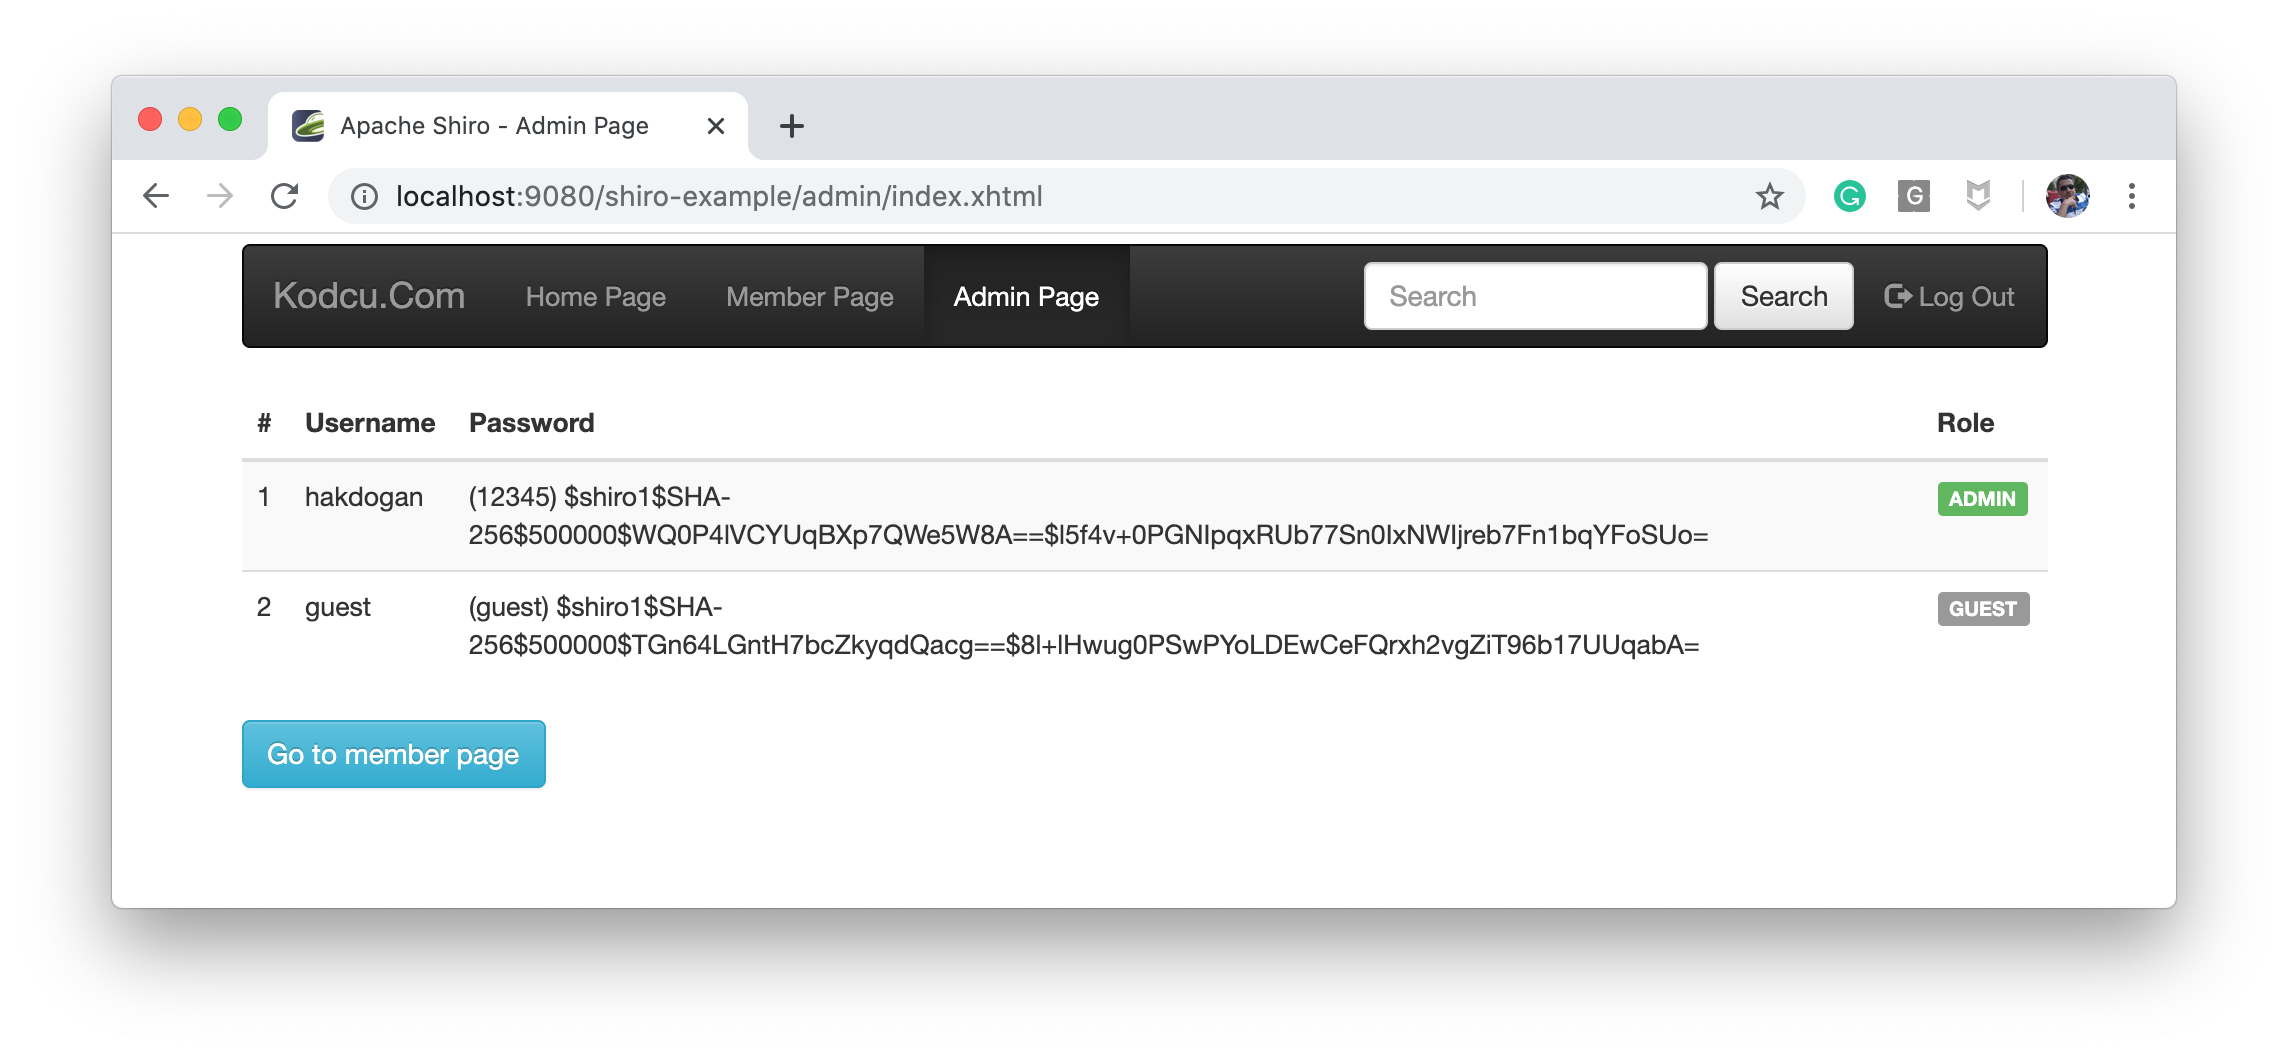 Apache Shiro - Admin Page
localhost:9080/shiro-example/admin/index.xhtml
G
Kodcu.Com Home Page Member Page Admin Page Search Search Log Out
# Username Password Role
1 hakdogan (12345) $shiro1$SHA- ADMIN
256$500000$WQ0P4lVCYUqBXp7QWe5W8A==$l5f4v+0PGNIpqxRUb77Sn0IxNWIjreb7Fn1bqYFoSUo=
2 guest (guest) $shiro1$SHA- GUEST
256$500000$TGn64LGntH7bcZkyqdQacg==$8l+lHwug0PSwPYoLDEwCeFQrxh2vgZiT96b17UUqabA=
Go to member page